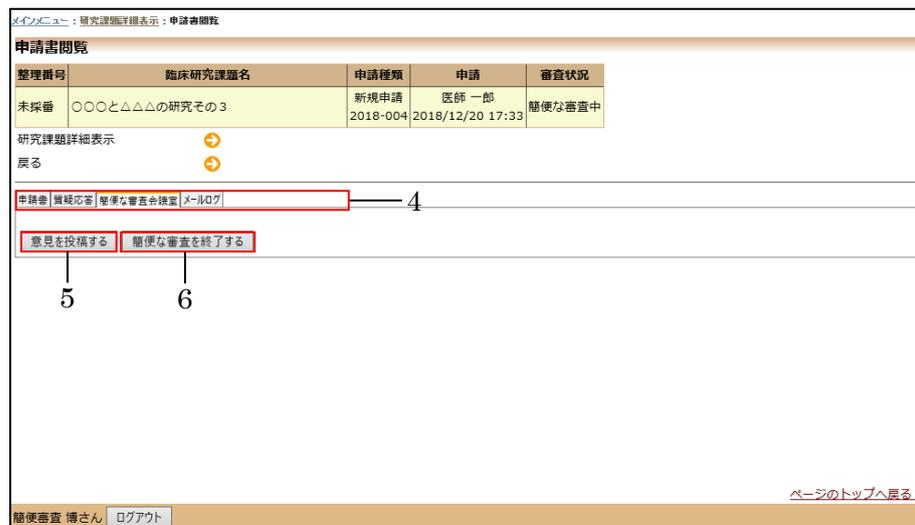 メインメニュー：研究課題詳細表示：申請書閲覧
申請書閲覧
整理番号 臨床研究課題名 申請種類 申請 審査状況
未採番 ○○○と△△△の研究その３ 新規申請 2018-004 医師 一郎 2018/12/20 17:33 簡便な審査中
研究課題詳細表示
戻る
申請書 質疑応答 簡便な審査会議室 メールログ 4
意見を投稿する 簡便な審査を終了する
5 6
ページのトップへ戻る
簡便審査 博さん ログアウト